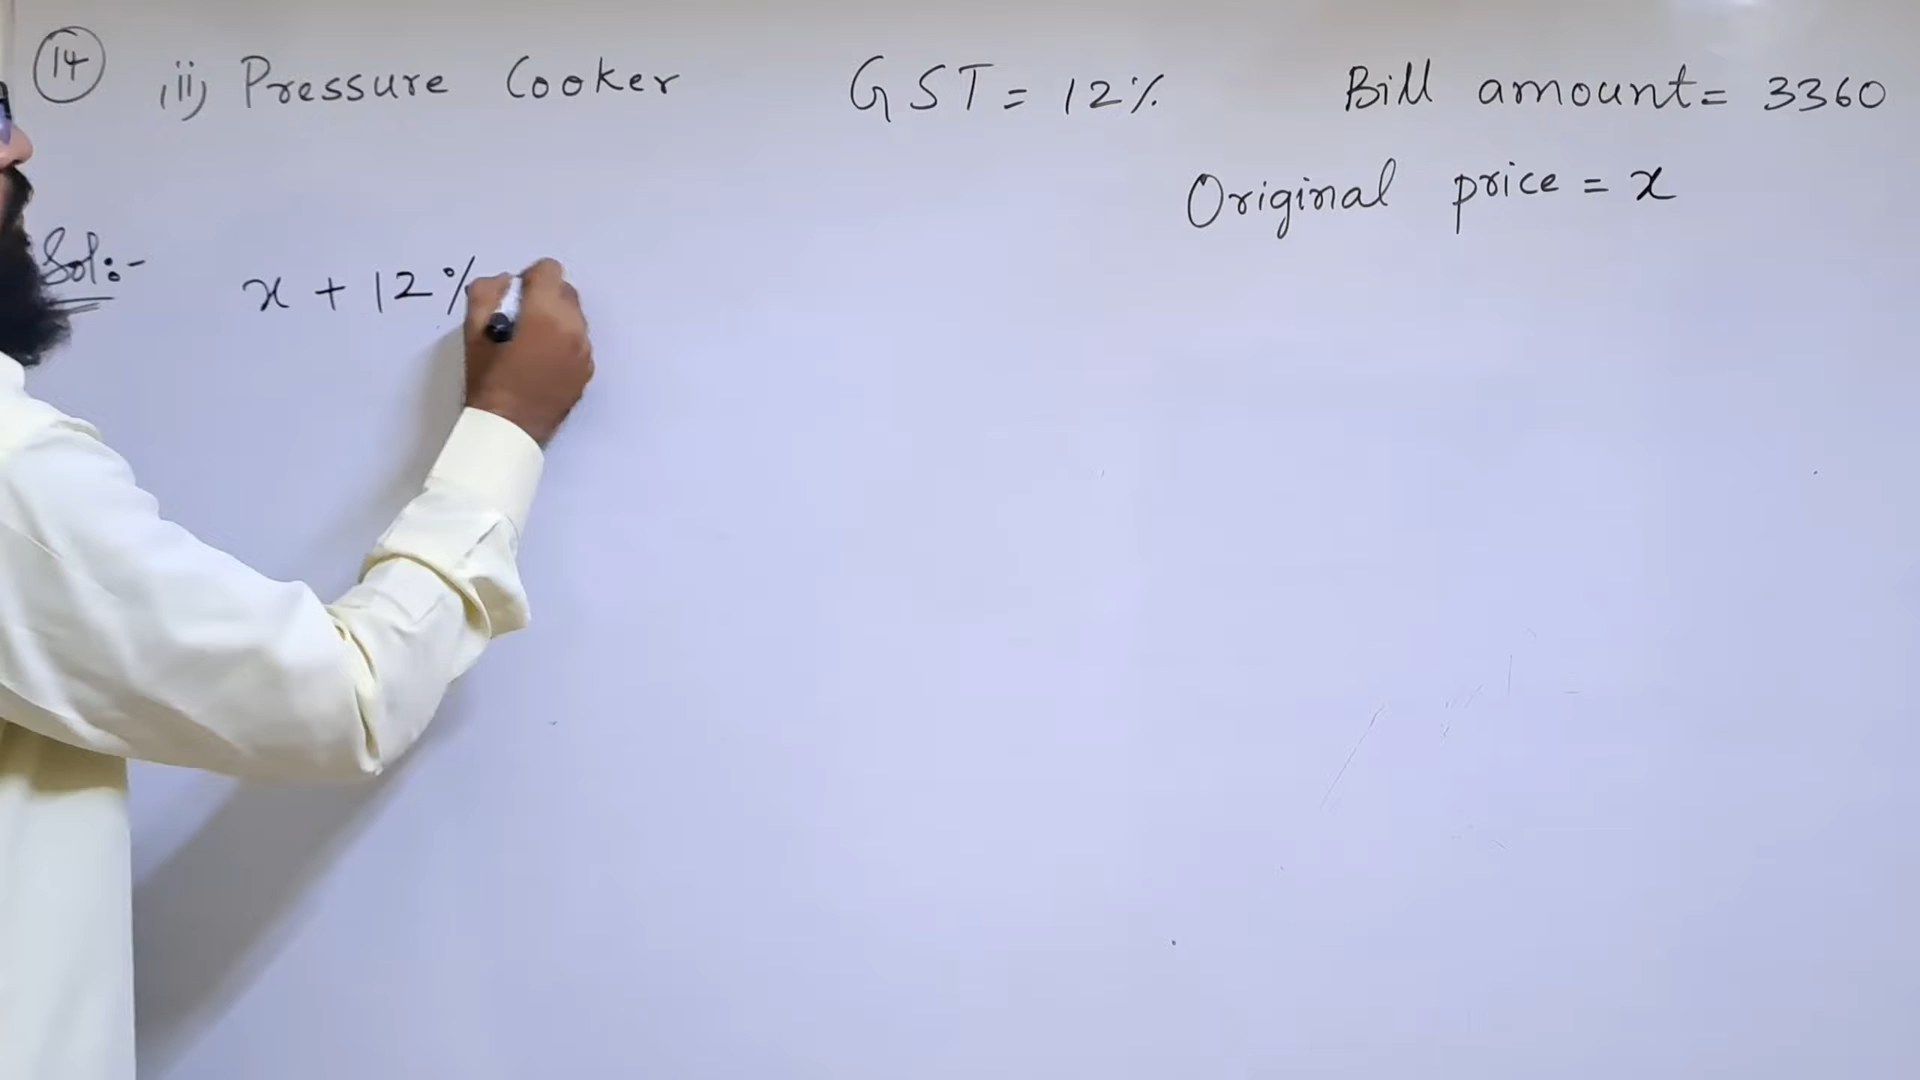 14 ii) Pressure Cooker GST = 12% Bill amount = 3360
Original price = x
Sol:- x + 12%